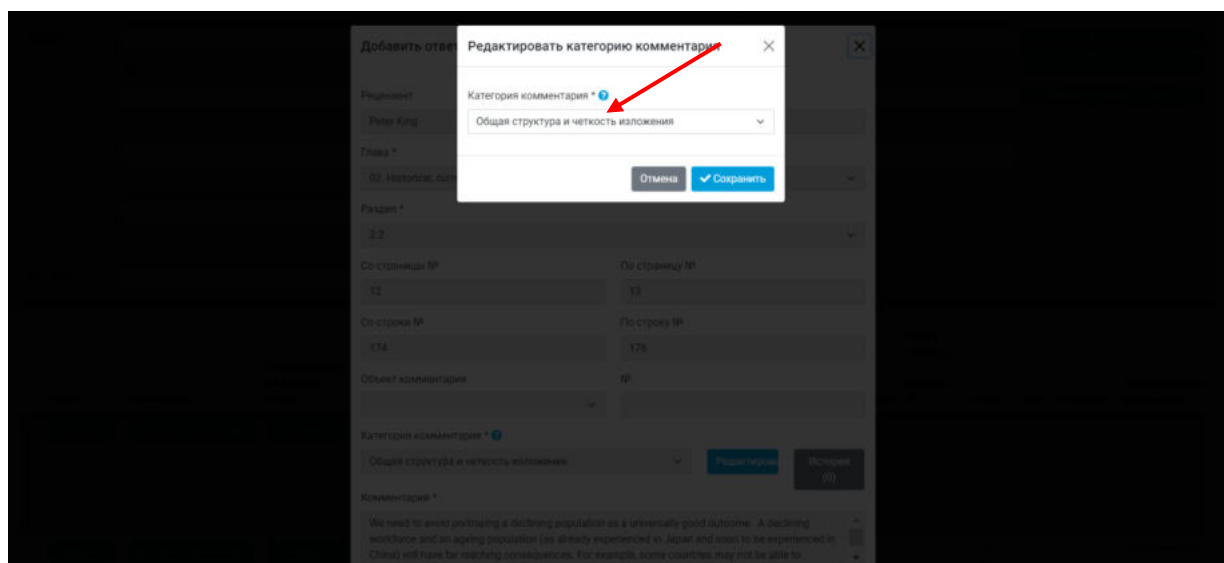 Добавить ответ
Редактировать категорию комментария
Рецензент
Категория комментария *
Peter King
Общая структура и четкость изложения
Глава *
02. Historical, curr
Отмена
Сохранить
Раздел *
2.2
Со страницы №
По страницу №
12
13
Со строки №
По строку №
174
176
Объект комментария
№
Категория комментария *
Общая структура и четкость изложения
Редактирова
История
(0)
Комментарий *
We need to avoid portraying a declining population as a universally good outcome. A declining
workforce and an ageing population (as already experienced in Japan and soon to be experienced in
China) will have far reaching consequences. For example, some countries may not be able to